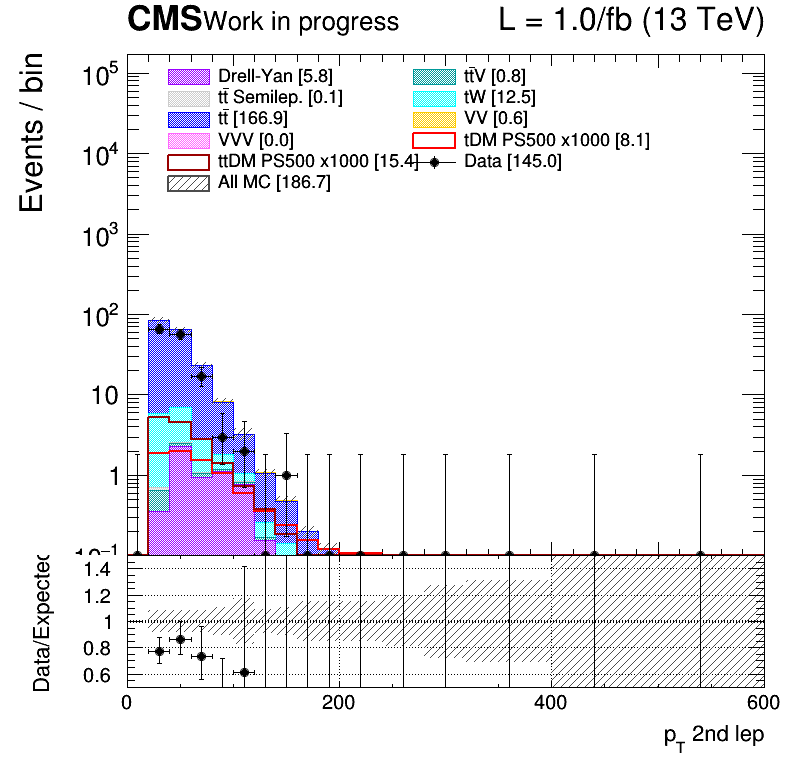 CMS Work in progress L = 1.0/fb (13 TeV)
Events / bin
10⁵
10⁴
10³
10²
10
1
10⁻¹
Drell-Yan [5.8]
tt̄V [0.8]
tt̄ Semilep. [0.1]
tW [12.5]
tt̄ [166.9]
VV [0.6]
VVV [0.0]
tDM PS500 x1000 [8.1]
ttDM PS500 x1000 [15.4]
Data [145.0]
All MC [186.7]
Data/Expected
1.4
1.2
1
0.8
0.6
0 200 400 600
p_T 2nd lep